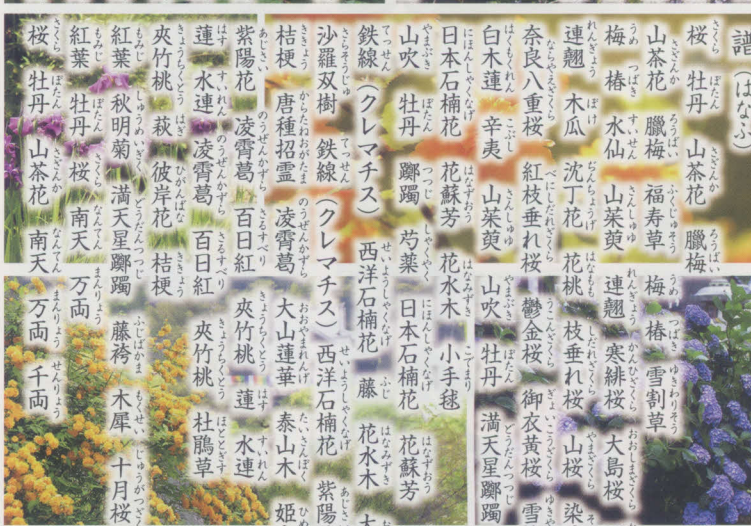 譜(はなふ)
桜 牡丹 山茶花 臘梅
山茶花 臘梅 福寿草 梅 椿 雪割草
梅 椿 水仙 山茱萸 連翹 寒緋桜 大島桜
連翹 木瓜 沈丁花 花桃 枝垂れ桜 山桜 染
奈良八重桜 紅枝垂れ桜 鬱金桜 御衣黄桜 雪
白木蓮 辛夷 山茱萸 山吹 牡丹 満天星躑躅
日本石楠花 花蘇芳 花水木 小手毬
山吹 牡丹 躑躅 芍薬 日本石楠花 花蘇芳
鉄線(クレマチス) 西洋石楠花 藤 花水木 大
沙羅双樹 鉄線(クレマチス) 西洋石楠花 紫陽
桔梗 唐種招霊 凌霄葛 大山蓮華 泰山木 姫
紫陽花 凌霄葛 百日紅 夾竹桃 蓮 水連
蓮 水連 凌霄葛 百日紅 夾竹桃 杜鵑草
夾竹桃 萩 彼岸花 桔梗
紅葉 秋明菊 満天星躑躅 藤袴 木犀 十月桜
紅葉 牡丹 桜 南天 万両
桜 牡丹 山茶花 南天 万両 千両